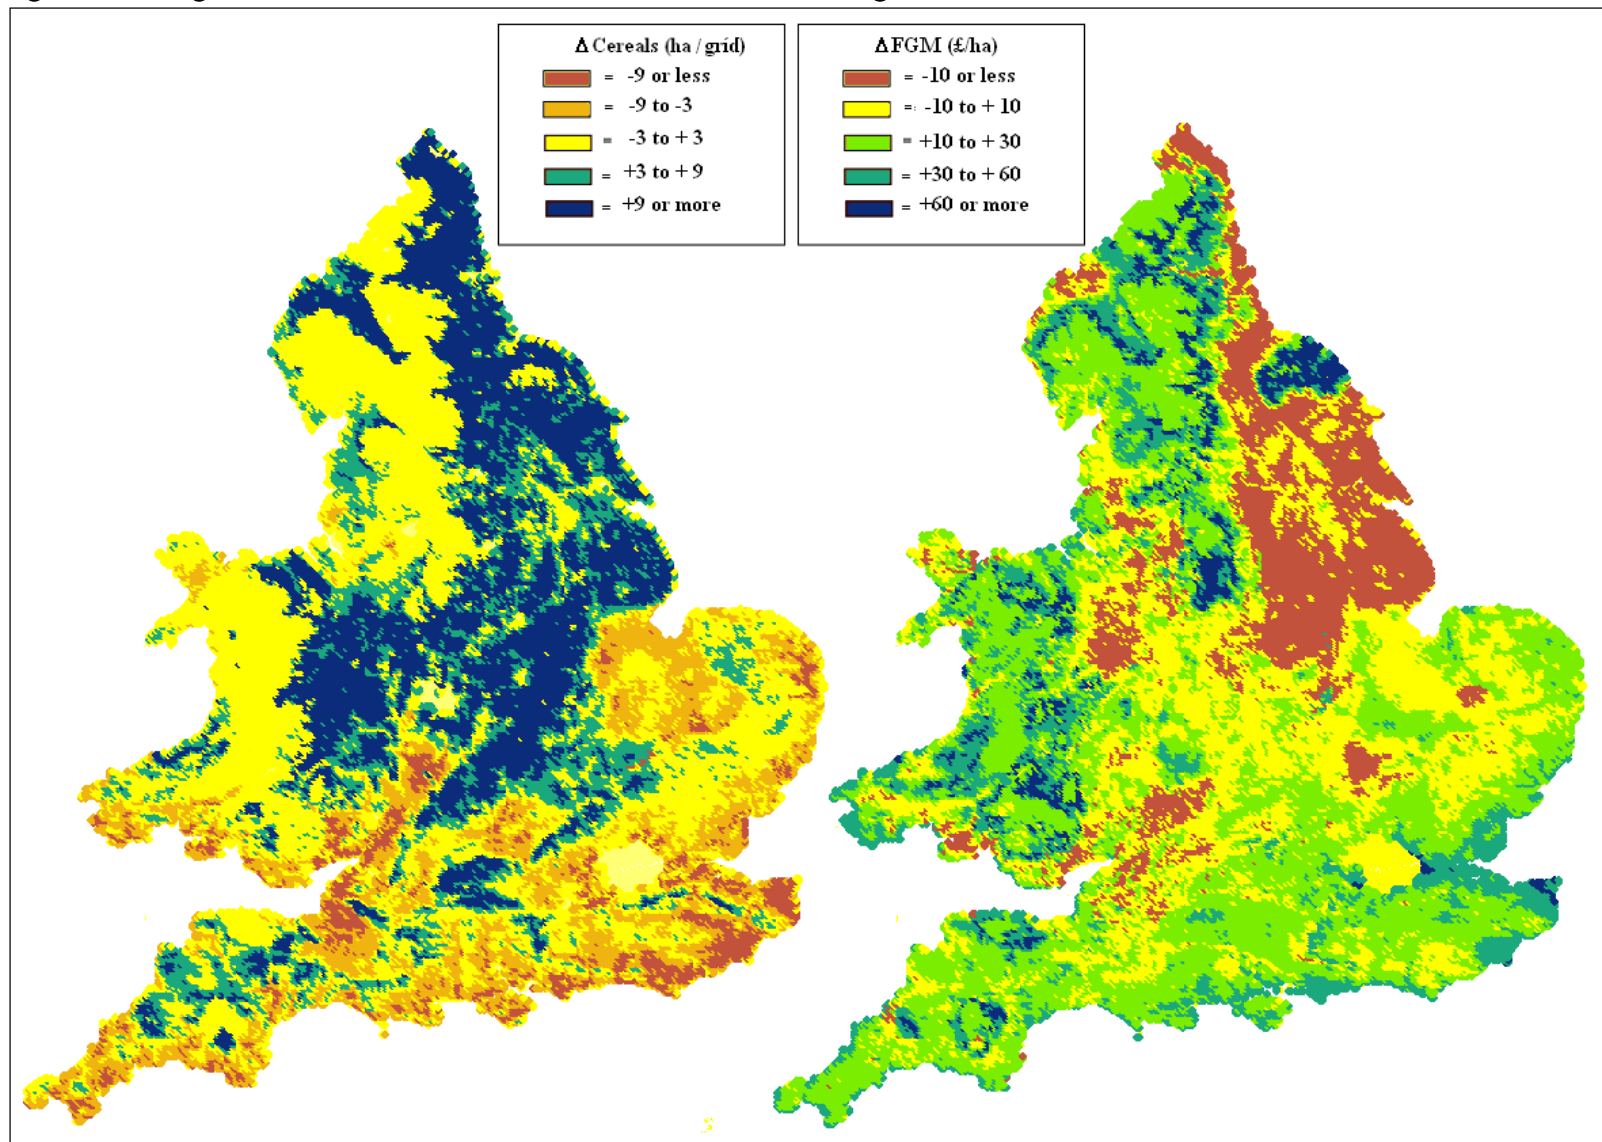 Δ Cereals (ha / grid)
= -9 or less
= -9 to -3
= -3 to + 3
= +3 to + 9
= +9 or more
Δ FGM (£/ha)
= -10 or less
= -10 to + 10
= +10 to + 30
= +30 to + 60
= +60 or more